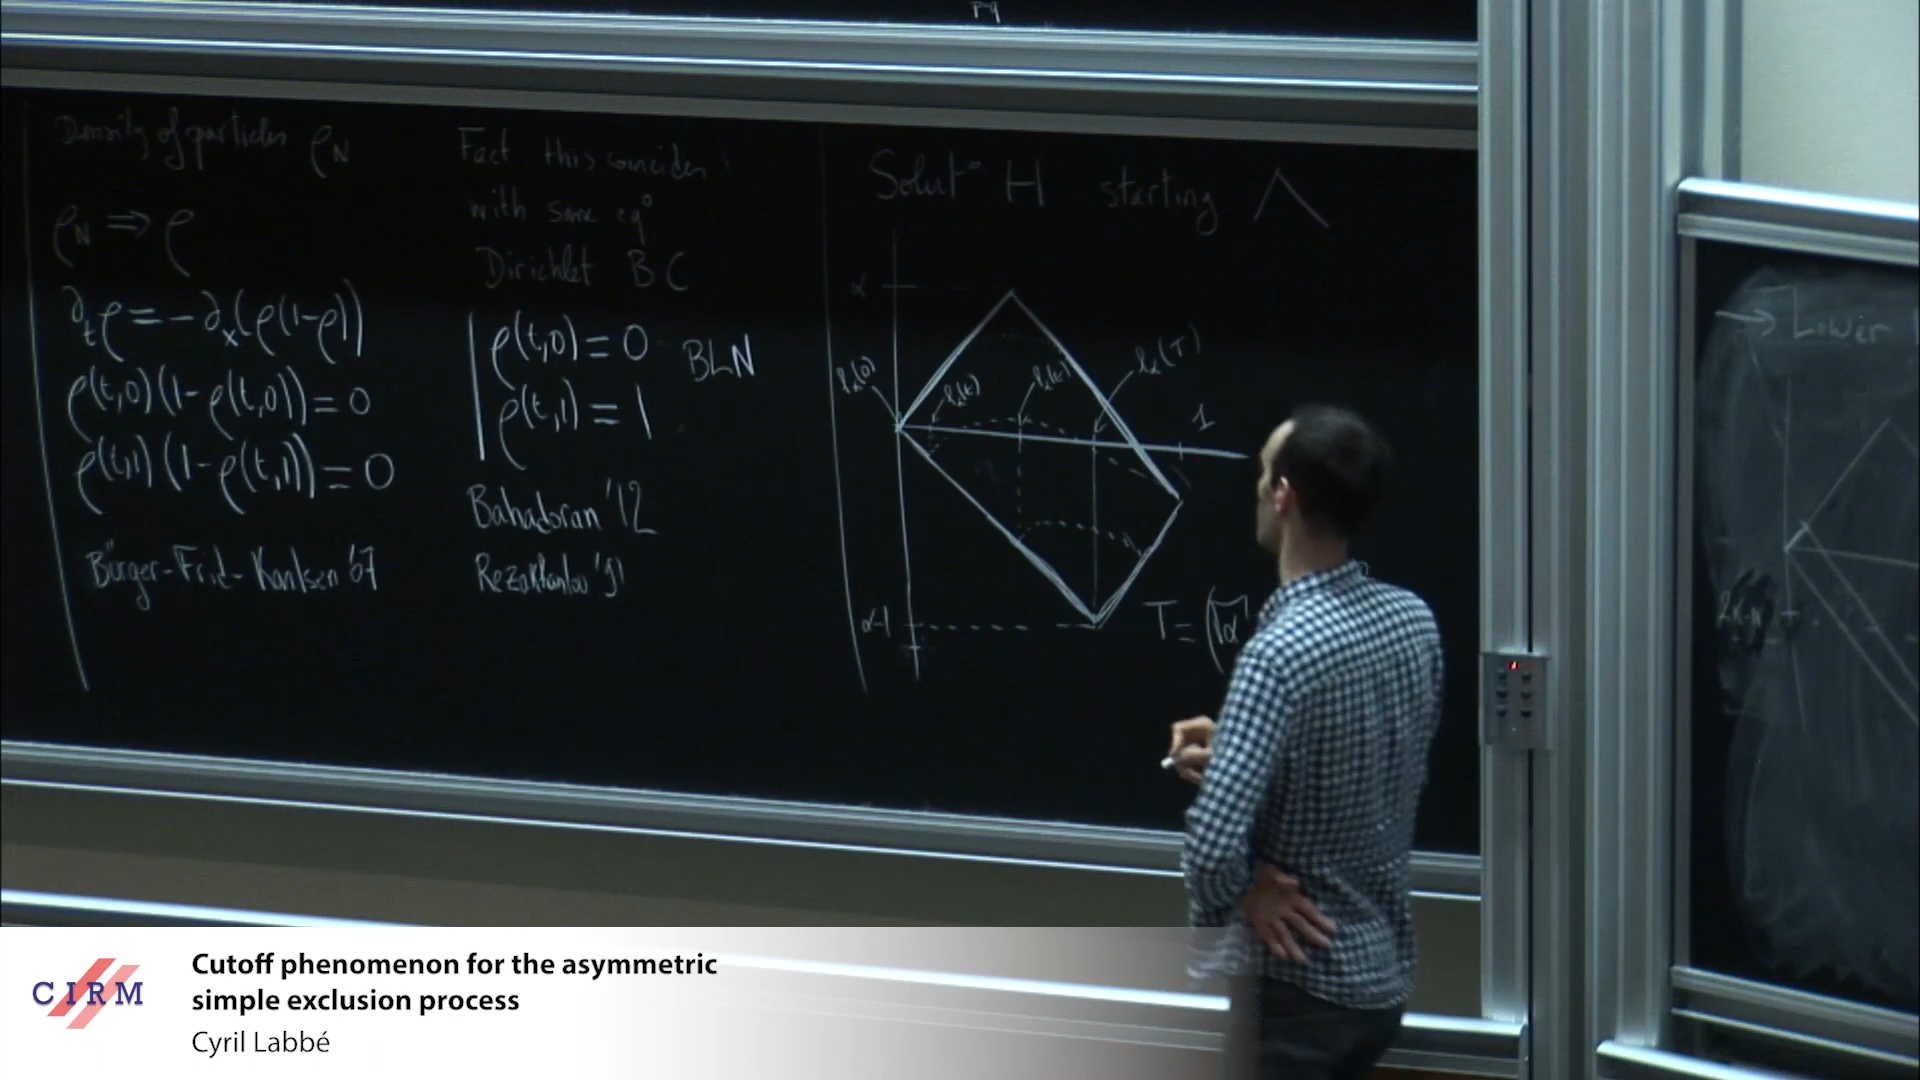 Density of particles ρ_N
ρ_N ⇒ ρ
∂_t ρ = - ∂_x(ρ(1-ρ))
ρ(t,0)(1-ρ(t,0)) = 0
ρ(t,1)(1-ρ(t,1)) = 0
Bürger-Frid-Karlsen '07
Fact this coincides
with same eq°
Dirichlet BC
ρ(t,0) = 0
ρ(t,1) = 1
BLN
Bahadoran '12
Rezakhanlou '91
Solut° H starting ∧
α
1
α-1
T = (√α
→ Lower
CIRM
Cutoff phenomenon for the asymmetric
simple exclusion process
Cyril Labbé